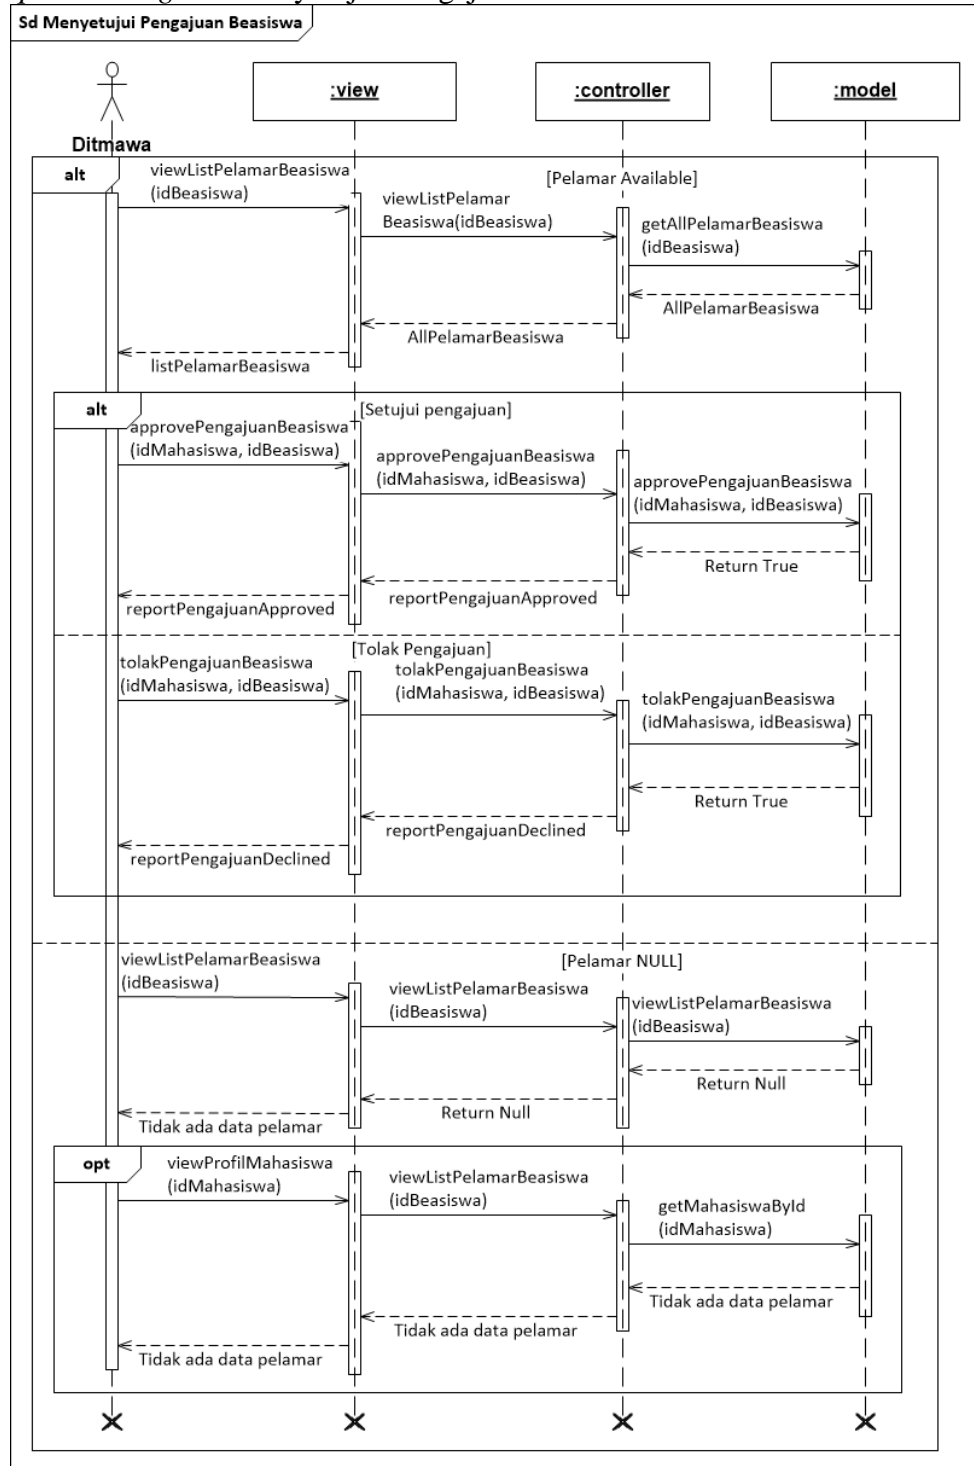 Sd Menyetujui Pengajuan Beasiswa
:view
:controller
:model
Ditmawa
alt
[Pelamar Available]
viewListPelamarBeasiswa
(idBeasiswa)
viewListPelamar
Beasiswa(idBeasiswa)
getAllPelamarBeasiswa
(idBeasiswa)
AllPelamarBeasiswa
AllPelamarBeasiswa
listPelamarBeasiswa
alt
[Setujui pengajuan]
approvePengajuanBeasiswa
(idMahasiswa, idBeasiswa)
approvePengajuanBeasiswa
(idMahasiswa, idBeasiswa)
approvePengajuanBeasiswa
(idMahasiswa, idBeasiswa)
Return True
reportPengajuanApproved
reportPengajuanApproved
[Tolak Pengajuan]
tolakPengajuanBeasiswa
(idMahasiswa, idBeasiswa)
tolakPengajuanBeasiswa
(idMahasiswa, idBeasiswa)
tolakPengajuanBeasiswa
(idMahasiswa, idBeasiswa)
Return True
reportPengajuanDeclined
reportPengajuanDeclined
[Pelamar NULL]
viewListPelamarBeasiswa
(idBeasiswa)
viewListPelamarBeasiswa
(idBeasiswa)
viewListPelamarBeasiswa
(idBeasiswa)
Return Null
Return Null
Tidak ada data pelamar
opt
viewProfilMahasiswa
(idMahasiswa)
viewListPelamarBeasiswa
(idBeasiswa)
getMahasiswaById
(idMahasiswa)
Tidak ada data pelamar
Tidak ada data pelamar
Tidak ada data pelamar